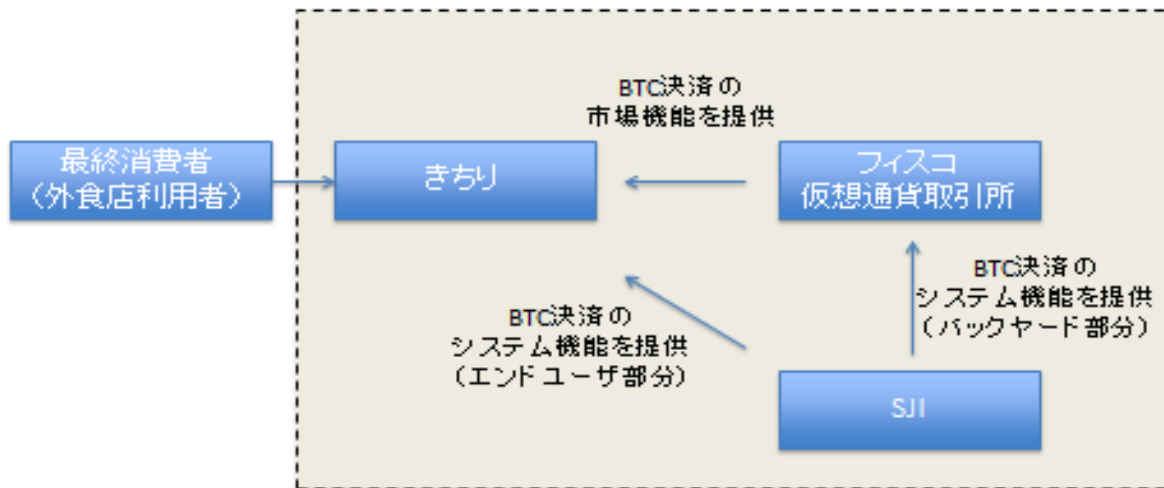 BTC決済の
市場機能を提供
最終消費者
（外食店利用者）
きちり
フィスコ
仮想通貨取引所
BTC決済の
システム機能を提供
（バックヤード部分）
BTC決済の
システム機能を提供
（エンドユーザ部分）
SJI